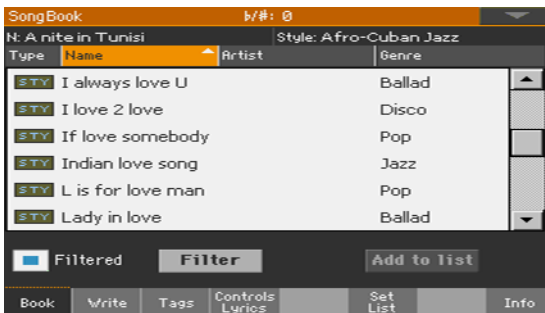 SongBook ♭/#: 0
N: A nite in Tunisi Style: Afro-Cuban Jazz
Type Name Artist Genre
STY I always love U Ballad
STY I love 2 love Disco
STY If love somebody Pop
STY Indian love song Jazz
STY L is for love man Pop
STY Lady in love Ballad
Filtered Filter Add to list
Book Write Tags Controls Lyrics Set List Info